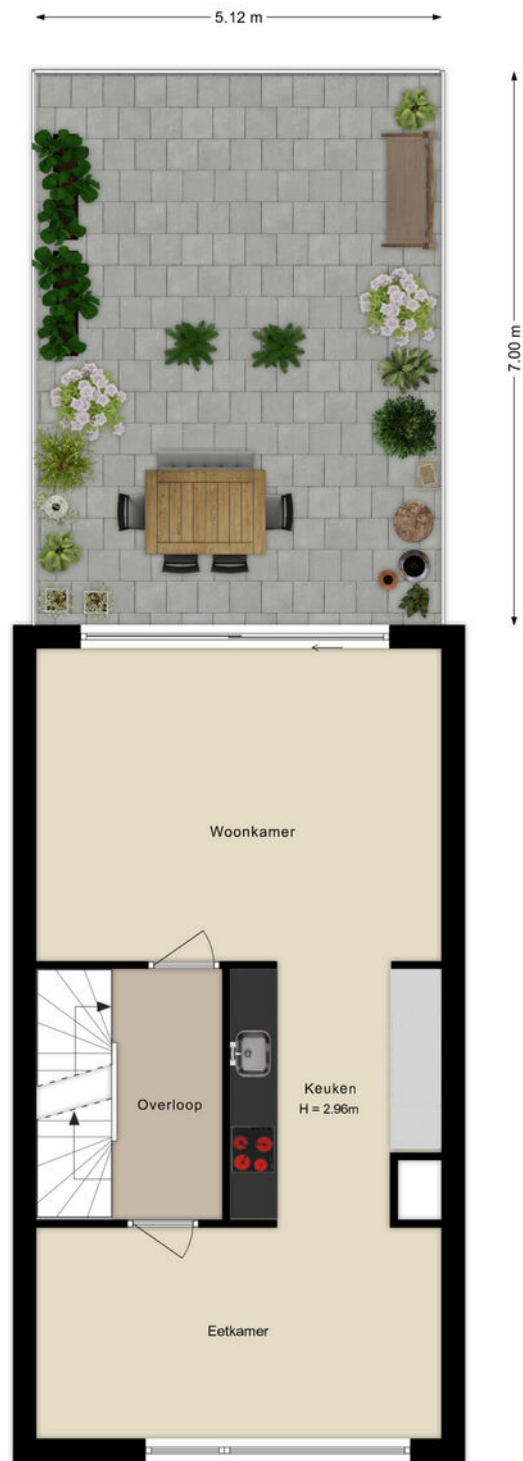 5.12 m
7.00 m
Woonkamer
Keuken
H = 2.96m
Overloop
Eetkamer